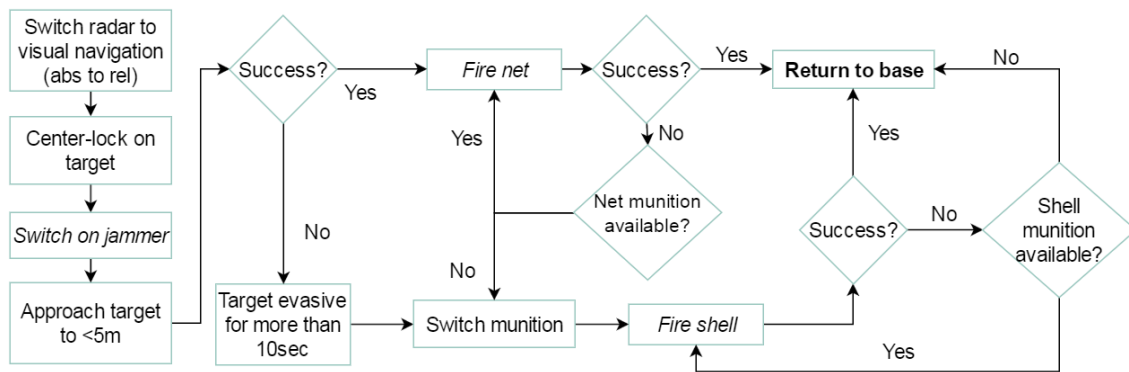 Switch radar to
visual navigation
(abs to rel)
Center-lock on
target
Switch on jammer
Approach target
to <5m
Success?
Yes
No
Target evasive
for more than
10sec
Fire net
Yes
No
Switch munition
Success?
Yes
No
Net munition
available?
Fire shell
Return to base
Yes
Success?
No
No
Shell
munition
available?
Yes